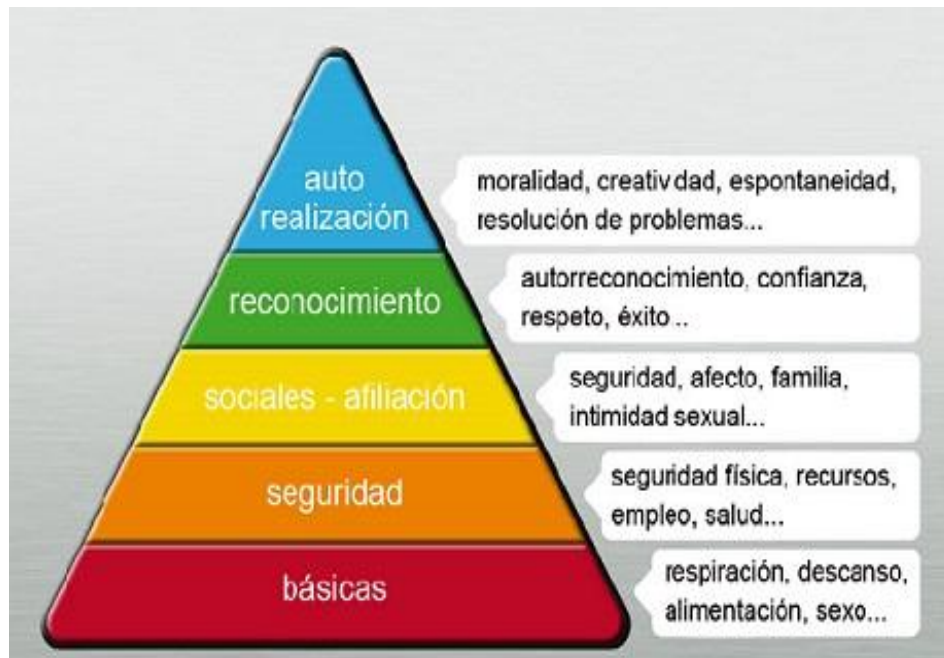 auto
realización
moralidad, creativ dad, espontaneidad,
resolución de problemas...
reconocimiento
autorreconocimiento, confianza,
respeto, éxito ..
sociales - afiliación
seguridad, afecto, familia,
intimidad sexual...
seguridad
seguridad física, recursos,
empleo, salud...
básicas
respiración, descanso,
alimentación, sexo...